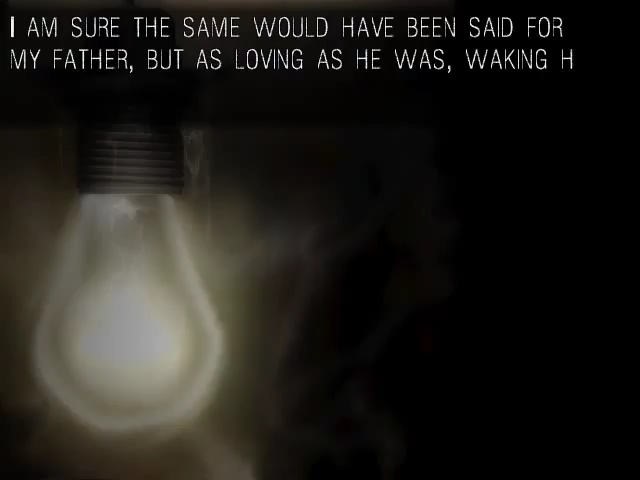 I AM SURE THE SAME WOULD HAVE BEEN SAID FOR
MY FATHER, BUT AS LOVING AS HE WAS, WAKING H